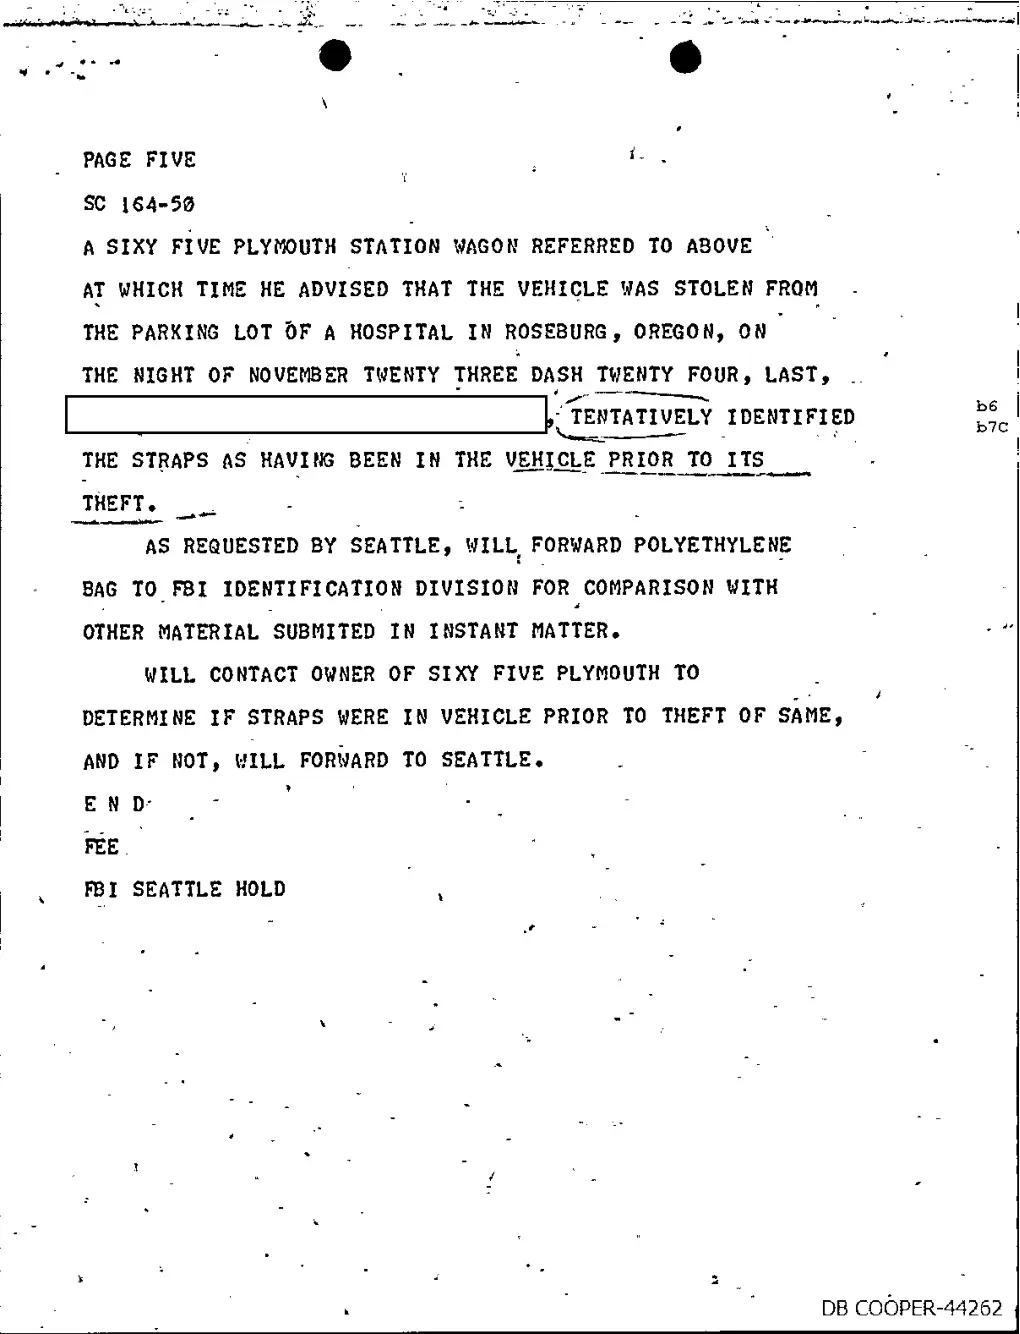 PAGE FIVE
SC 164-50
A SIXY FIVE PLYMOUTH STATION WAGON REFERRED TO ABOVE
AT WHICH TIME HE ADVISED THAT THE VEHICLE WAS STOLEN FROM
THE PARKING LOT OF A HOSPITAL IN ROSEBURG, OREGON, ON
THE NIGHT OF NOVEMBER TWENTY THREE DASH TWENTY FOUR, LAST,
, TENTATIVELY IDENTIFIED b6
b7C
THE STRAPS AS HAVING BEEN IN THE VEHICLE PRIOR TO ITS
THEFT.
AS REQUESTED BY SEATTLE, WILL FORWARD POLYETHYLENE
BAG TO FBI IDENTIFICATION DIVISION FOR COMPARISON WITH
OTHER MATERIAL SUBMITED IN INSTANT MATTER.
WILL CONTACT OWNER OF SIXY FIVE PLYMOUTH TO
DETERMINE IF STRAPS WERE IN VEHICLE PRIOR TO THEFT OF SAME,
AND IF NOT, WILL FORWARD TO SEATTLE.
E N D
FEE
FBI SEATTLE HOLD
DB COOPER-44262